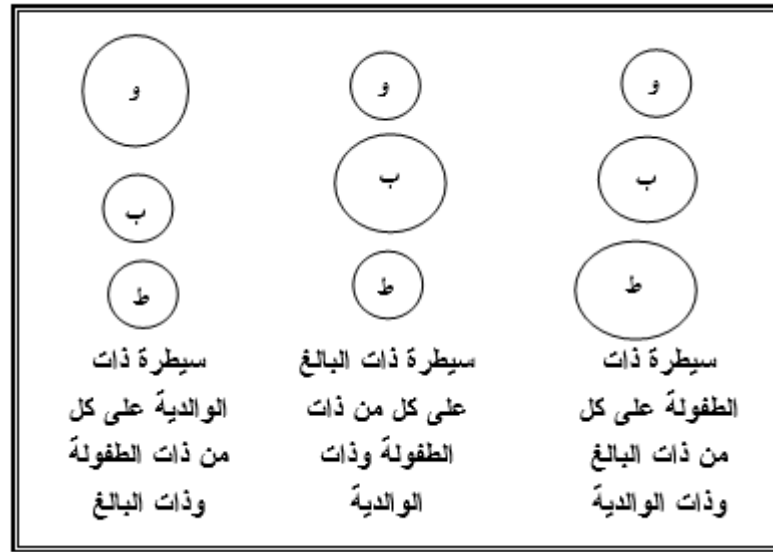 و
ب
ط
سيطرة ذات
الطفولة على كل
من ذات البالغ
وذات الوالدية
و
ب
ط
سيطرة ذات البالغ
على كل من ذات
الطفولة وذات
الوالدية
و
ب
ط
سيطرة ذات
الوالدية على كل
من ذات الطفولة
وذات البالغ